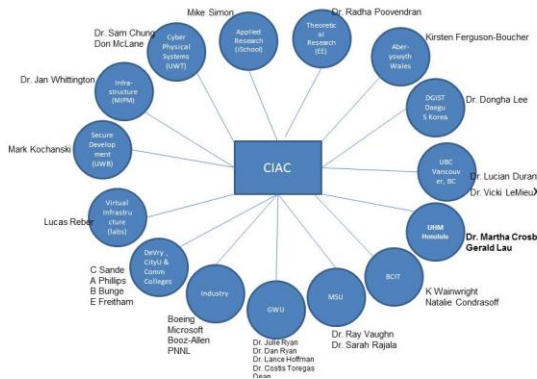 Mike Simon
Dr. Radha Poovendran
Dr. Sam Chung
Don McLane
Cyber
Physical
Systems
(UWT)
Applied
Research
(iSchool)
Theoretic
al
Research
(EE)
Kirsten Ferguson-Boucher
Aber-
yswyth
Wales
Dr. Jan Whittington
Infra-
structure
(MIPM)
DGIST
Daegu
S Korea
Dr. Dongha Lee
Mark Kochanski
Secure
Develop
ment
(UWB)
CIAC
UBC
Vancouv
er, BC
Dr. Lucian Durant
Dr. Vicki LeMieuX
Lucas Reber
Virtual
Infrastru
cture
(labs)
UHM
Honolulu
Dr. Martha Crosby
Gerald Lau
DeVry,
CityU &
Comm
Colleges
C Sande
A Phillips
B Bunge
E Freitham
Industry
Boeing
Microsoft
Booz-Allen
PNNL
GWU
Dr. Julie Ryan
Dr. Dan Ryan
Dr. Lance Hoffman
Dr. Costis Toregas
Dean
MSU
Dr. Ray Vaughn
Dr. Sarah Rajala
BCIT
K Wainwright
Natalie Condrasoff